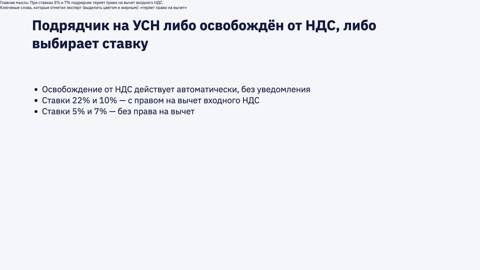 Главная мысль: При ставках 5% и 7% подрядчик теряет право на вычет входного НДС.
Ключевые слова, которые отметил эксперт (выделить цветом и жирным): «теряет право на вычет»
Подрядчик на УСН либо освобождён от НДС, либо
выбирает ставку
• Освобождение от НДС действует автоматически, без уведомления
• Ставки 22% и 10% — с правом на вычет входного НДС
• Ставки 5% и 7% — без права на вычет